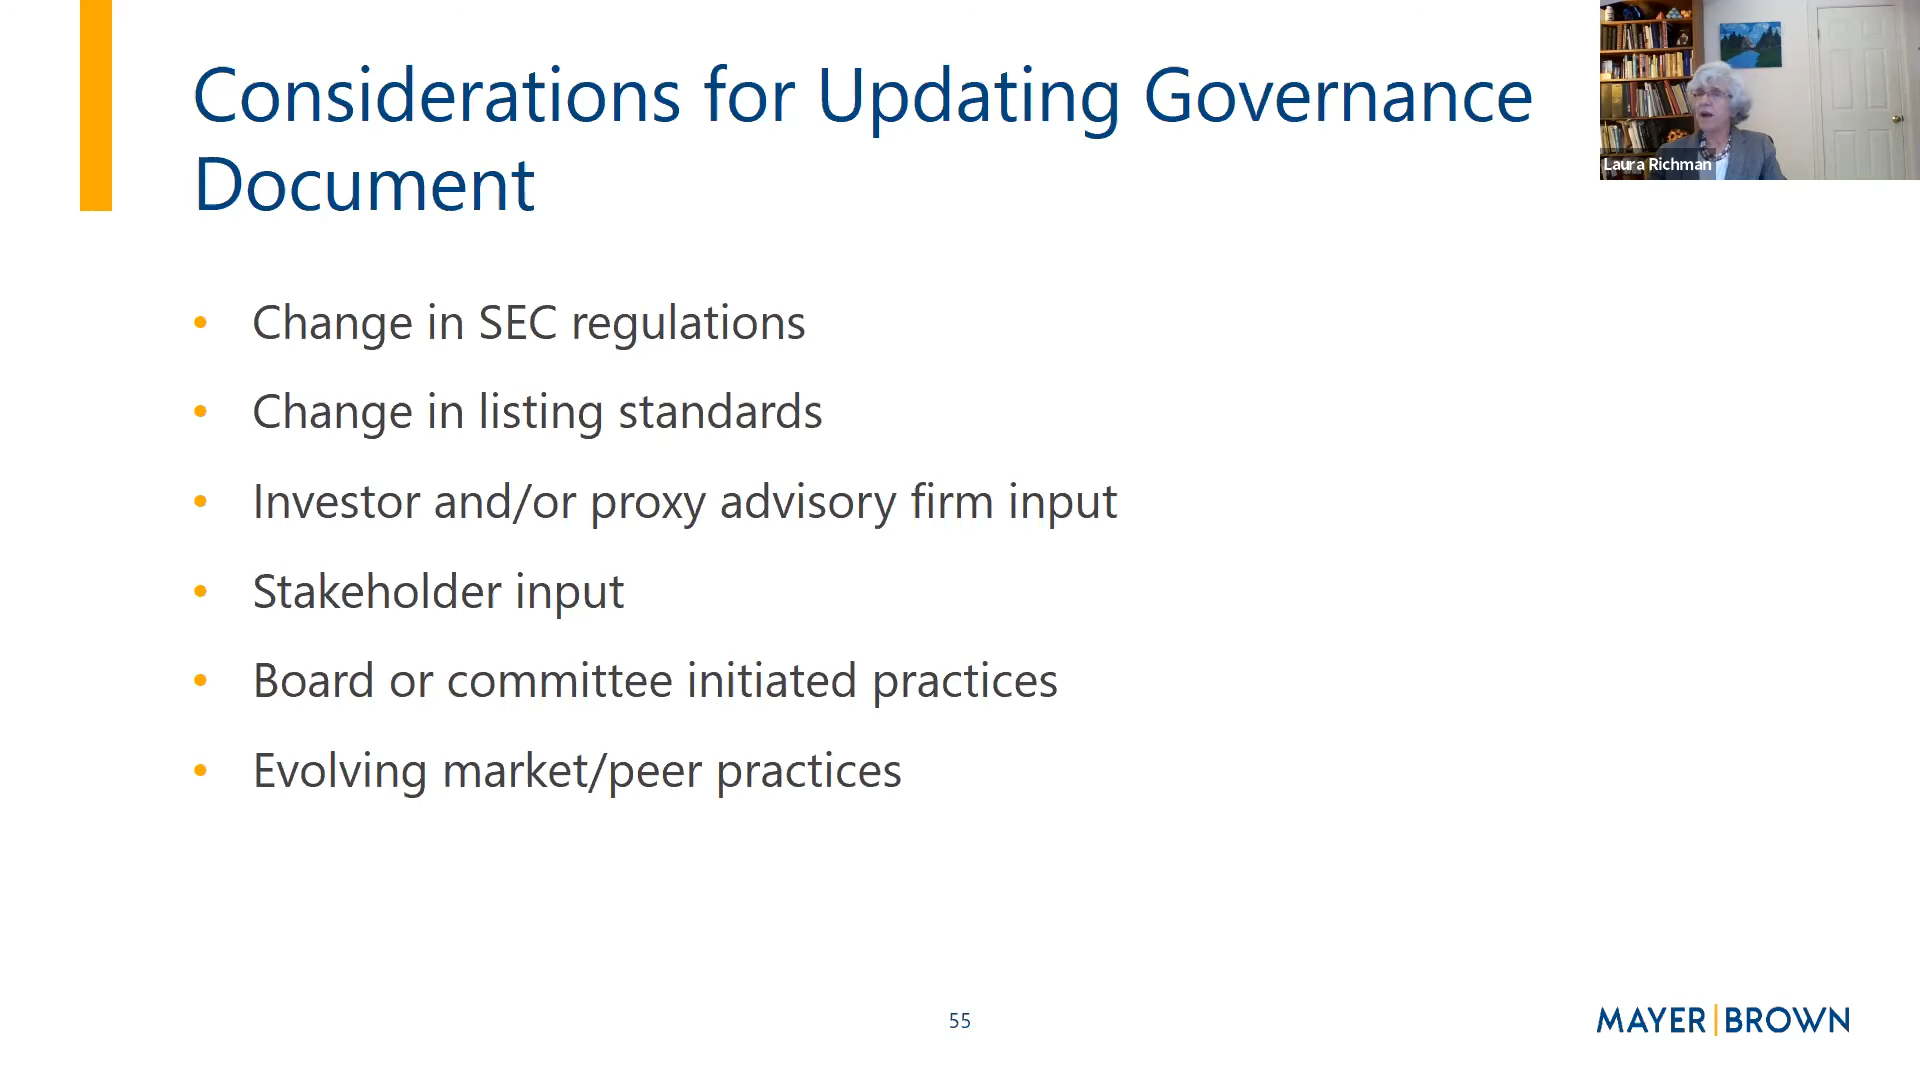 Considerations for Updating Governance
Document
Laura Richman
• Change in SEC regulations
• Change in listing standards
• Investor and/or proxy advisory firm input
• Stakeholder input
• Board or committee initiated practices
• Evolving market/peer practices
55
MAYER|BROWN